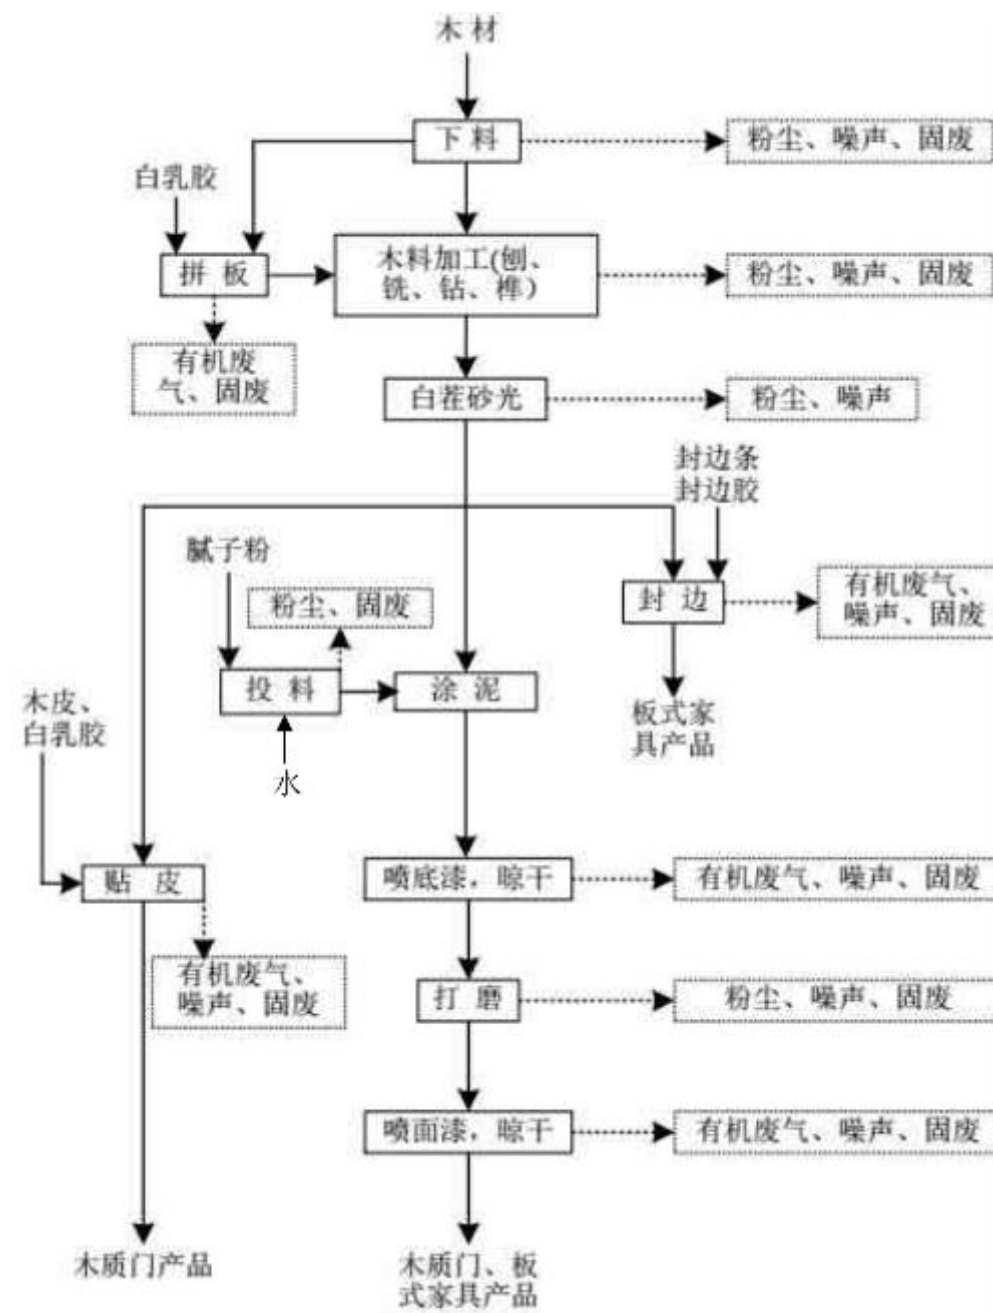 木材
下料
粉尘、噪声、固废
白乳胶
拼板
木料加工(刨、
铣、钻、榫）
粉尘、噪声、固废
有机废
气、固废
白茬砂光
粉尘、噪声
封边条
封边胶
腻子粉
粉尘、固废
封边
有机废气、
噪声、固废
投料
涂泥
木皮、
白乳胶
水
板式家
具产品
贴皮
喷底漆，晾干
有机废气、噪声、固废
有机废气、
噪声、固废
打磨
粉尘、噪声、固废
喷面漆，晾干
有机废气、噪声、固废
木质门产品
木质门、板
式家具产品